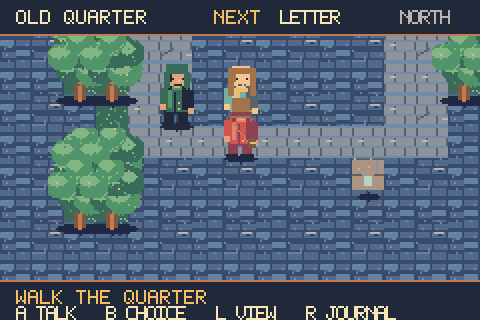 OLD QUARTER NEXT LETTER NORTH
WALK THE QUARTER
A TALK B CHOICE L VIEW R JOURNAL